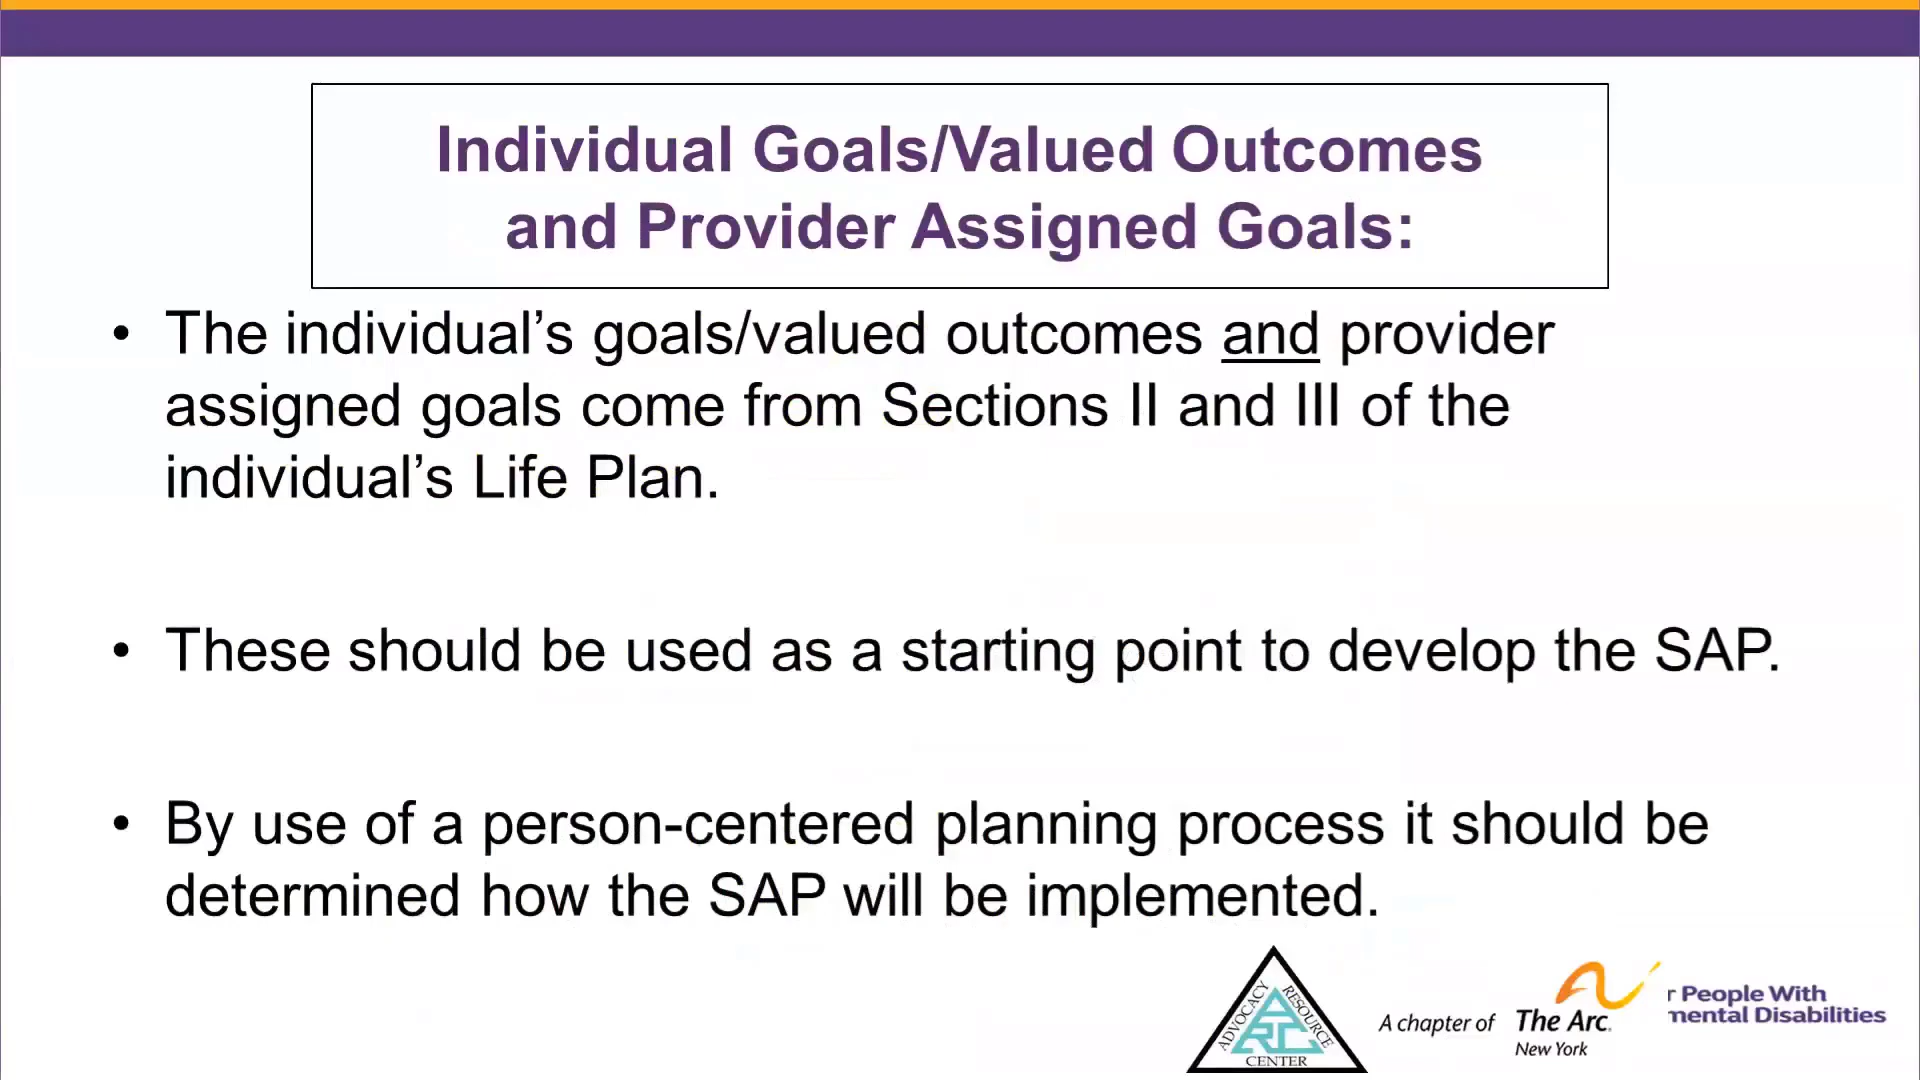 Individual Goals/Valued Outcomes
and Provider Assigned Goals:
• The individual’s goals/valued outcomes and provider
assigned goals come from Sections II and III of the
individual’s Life Plan.
• These should be used as a starting point to develop the SAP.
• By use of a person-centered planning process it should be
determined how the SAP will be implemented.
ADVOCACY
RESOURCE
ARC
CENTER
A chapter of
The Arc.
New York
r People With
mental Disabilities